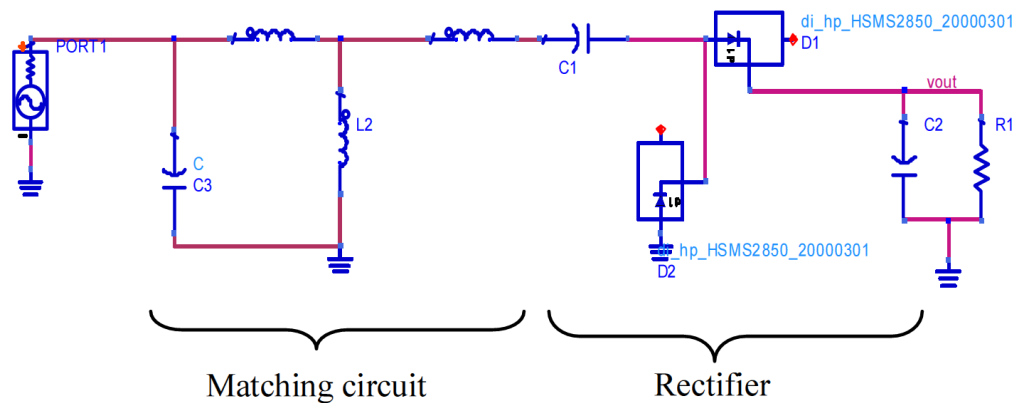 di_hp_HSMS2850_20000301
PORT1
D1
C1
vout
L2
C2
R1
C
C3
di_hp_HSMS2850_20000301
D2
Matching circuit
Rectifier